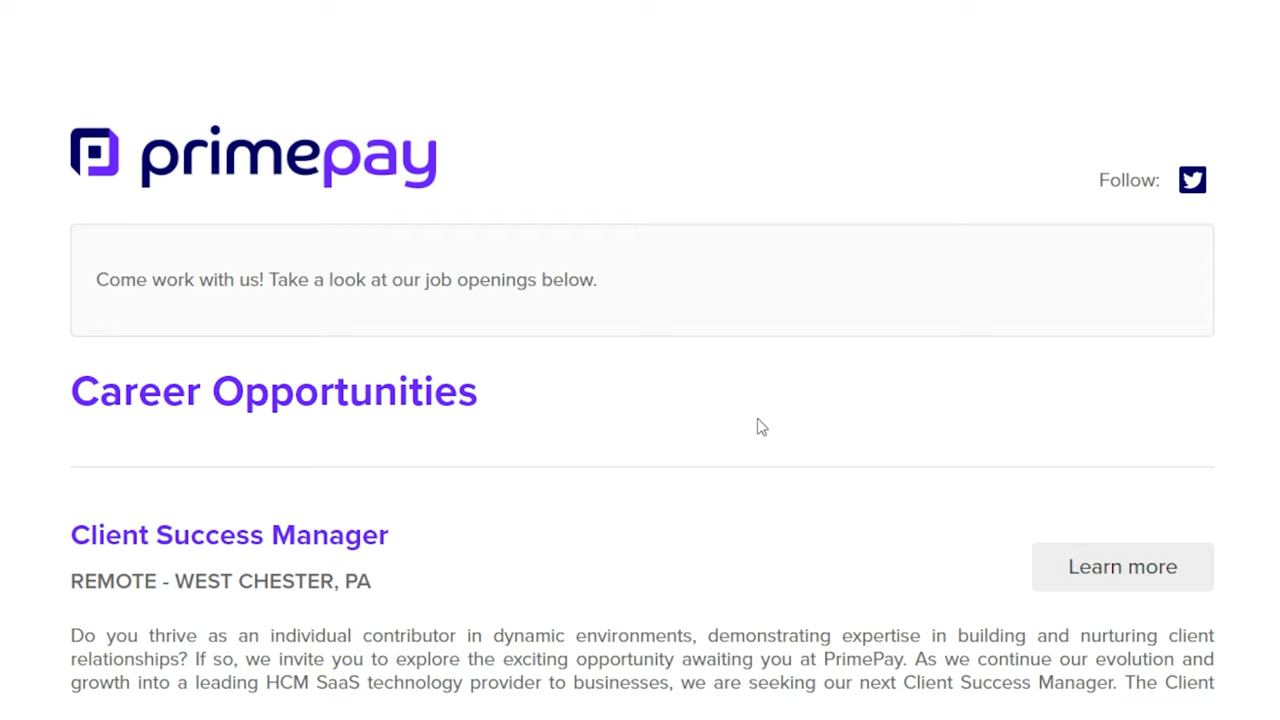 primepay
Follow:
Come work with us! Take a look at our job openings below.
Career Opportunities
Client Success Manager
Learn more
REMOTE - WEST CHESTER, PA
Do you thrive as an individual contributor in dynamic environments, demonstrating expertise in building and nurturing client
relationships? If so, we invite you to explore the exciting opportunity awaiting you at PrimePay. As we continue our evolution and
growth into a leading HCM SaaS technology provider to businesses, we are seeking our next Client Success Manager. The Client